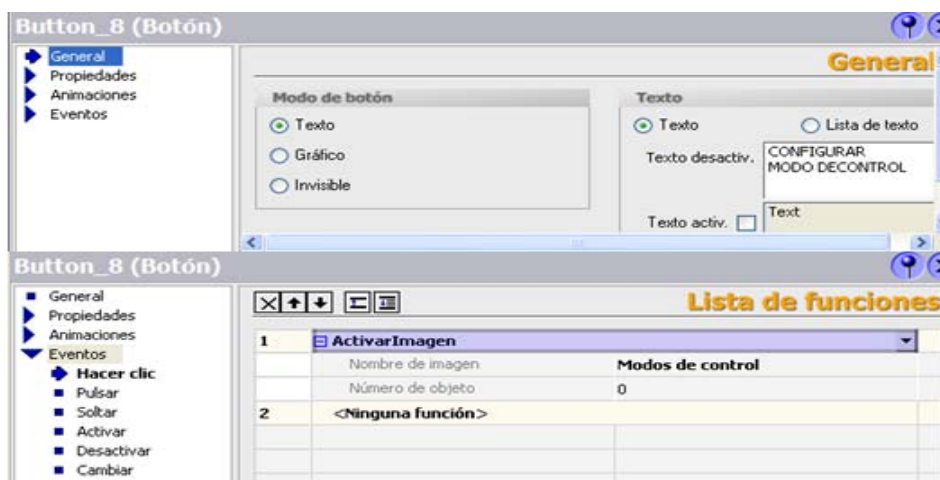 Button_8 (Botón)
General
Propiedades
Animaciones
Eventos
General
Modo de botón
Texto
Gráfico
Invisible
Texto
Texto
Lista de texto
Texto desactiv.
CONFIGURAR
MODO DECONTROL
Texto activ.
Text
Button_8 (Botón)
General
Propiedades
Animaciones
Eventos
Hacer clic
Pulsar
Soltar
Activar
Desactivar
Cambiar
Lista de funciones
1 ActivarImagen
Nombre de imagen Modos de control
Número de objeto 0
2 <Ninguna función>